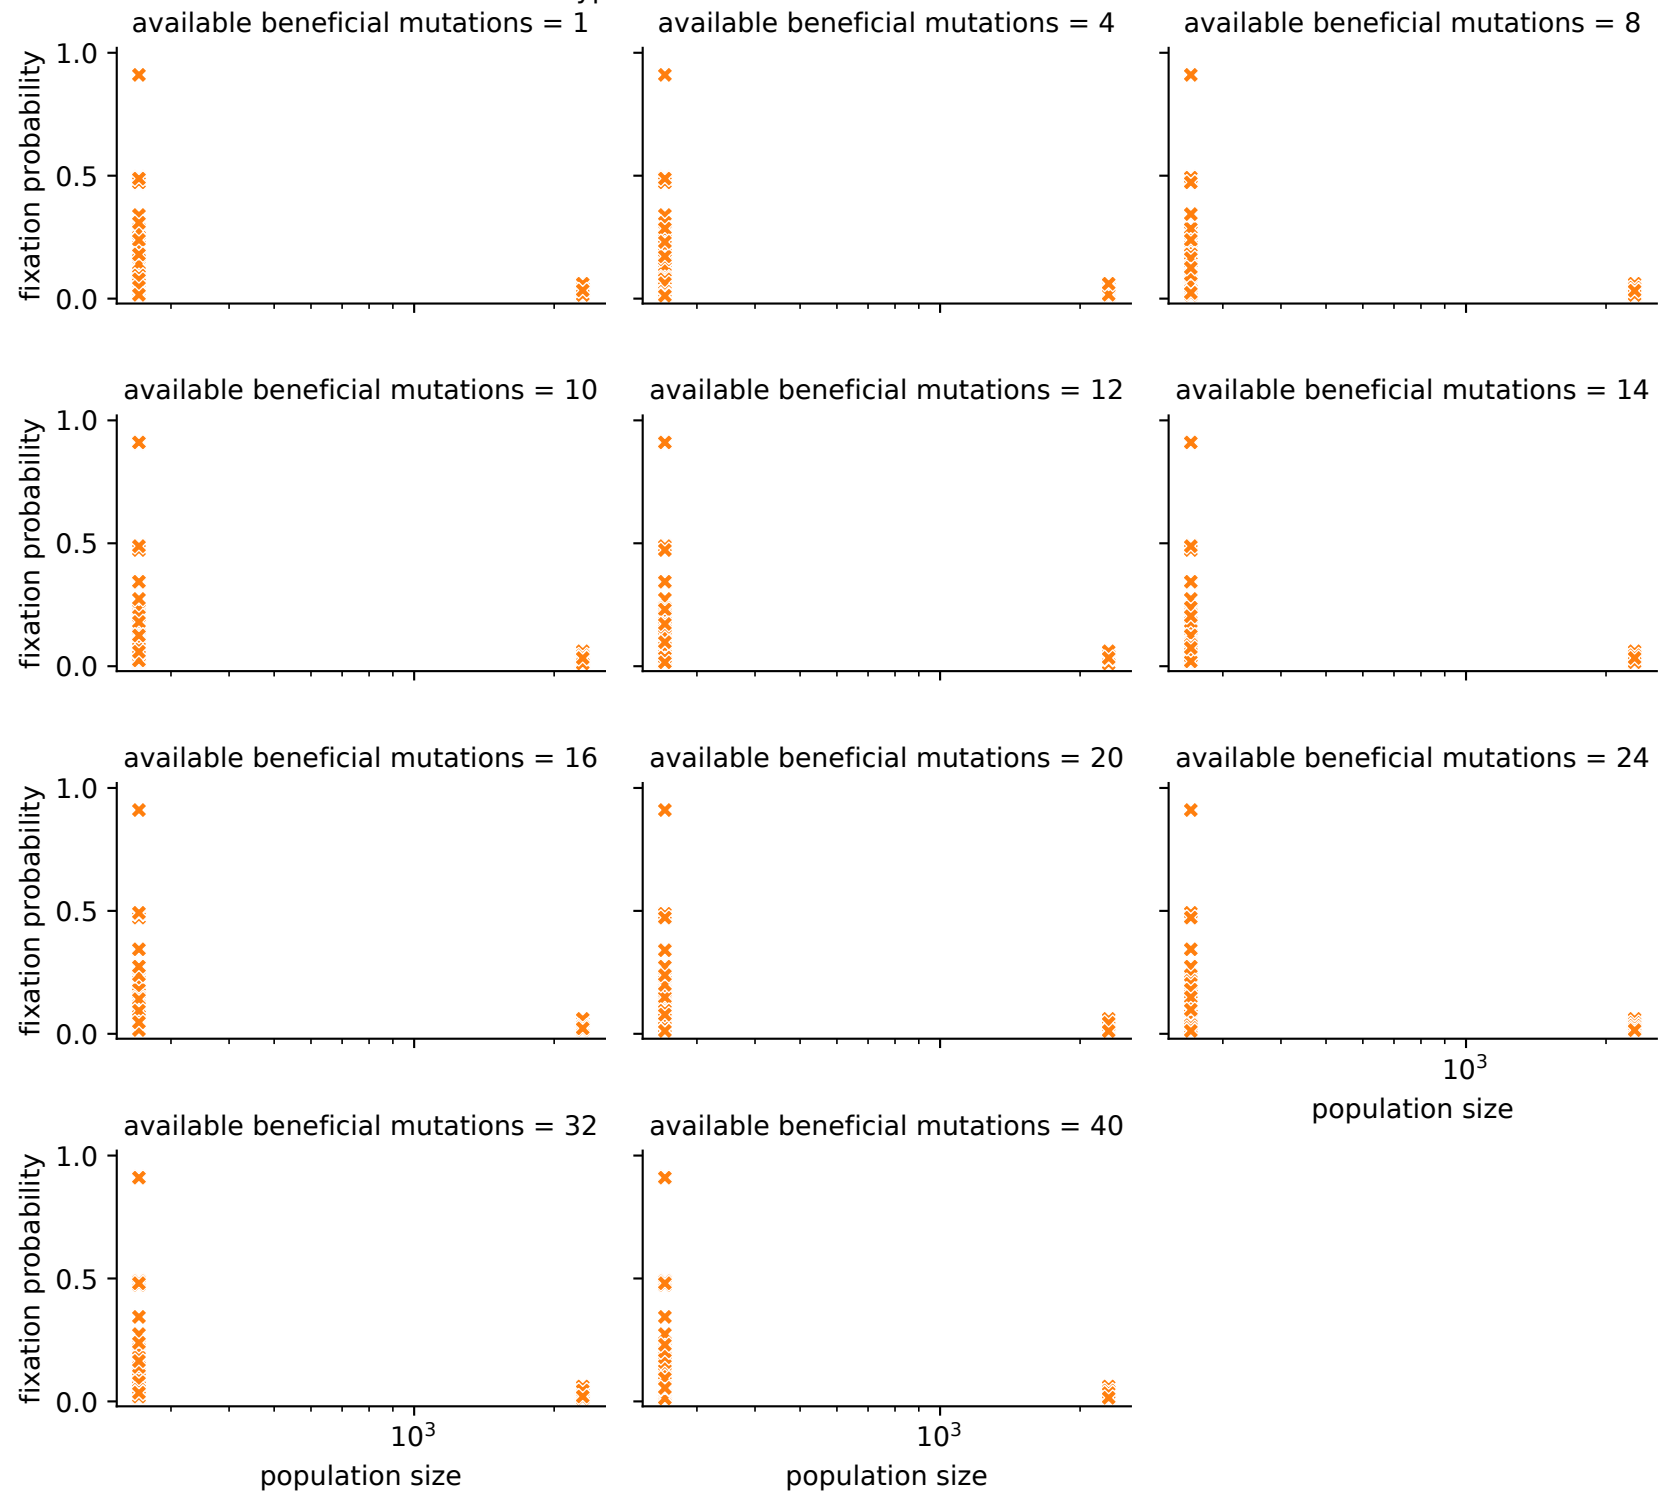 available beneficial mutations = 1
available beneficial mutations = 4
available beneficial mutations = 8
fixation probability
1.0
0.5
0.0
available beneficial mutations = 10
available beneficial mutations = 12
available beneficial mutations = 14
fixation probability
1.0
0.5
0.0
available beneficial mutations = 16
available beneficial mutations = 20
available beneficial mutations = 24
fixation probability
1.0
0.5
0.0
10³
population size
available beneficial mutations = 32
available beneficial mutations = 40
fixation probability
1.0
0.5
0.0
10³
10³
population size
population size